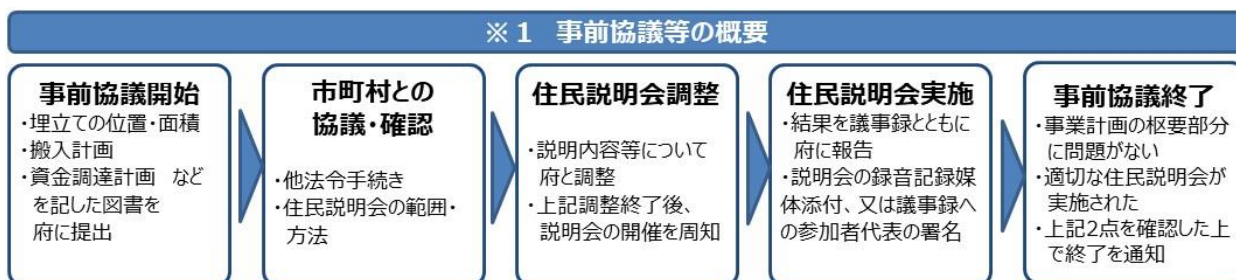 ※１　事前協議等の概要
事前協議開始
・埋立ての位置・面積
・搬入計画
・資金調達計画　など
を記した図書を
府に提出
市町村との
協議・確認
・他法令手続き
・住民説明会の範囲・
方法
住民説明会調整
・説明内容等について
府と調整
・上記調整終了後、
説明会の開催を周知
住民説明会実施
・結果を議事録とともに
府に報告
・説明会の録音記録媒
体添付、又は議事録へ
の参加者代表の署名
事前協議終了
・事業計画の枢要部分
に問題がない
・適切な住民説明会が
実施された
・上記2点を確認した上
で終了を通知